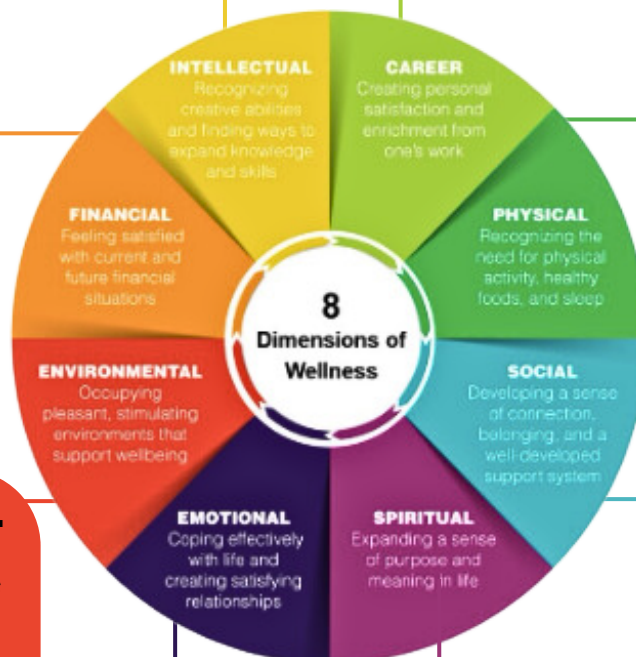 INTELLECTUAL
Recognizing
creative abilities
and finding ways to
expand knowledge
and skills
CAREER
Creating personal
satisfaction and
enrichment from
one's work
FINANCIAL
Feeling satisfied
with current and
future financial
situations
PHYSICAL
Recognizing the
need for physical
activity, healthy
foods, and sleep
8
Dimensions of
Wellness
ENVIRONMENTAL
Occupying
pleasant, stimulating
environments that
support wellbeing
SOCIAL
Developing a sense
of connection,
belonging, and a
well-developed
support system
EMOTIONAL
Coping effectively
with life and
creating satisfying
relationships
SPIRITUAL
Expanding a sense
of purpose and
meaning in life